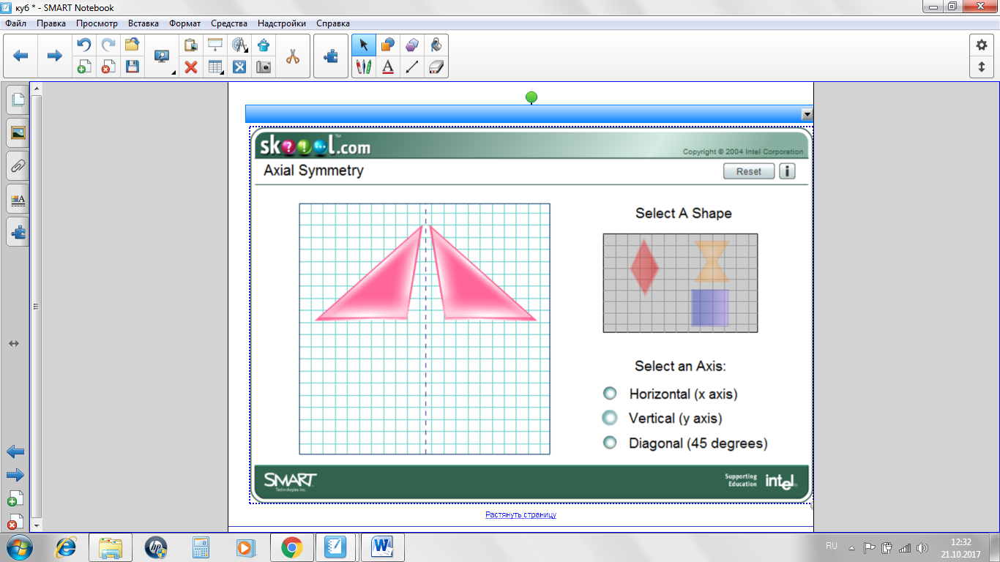 куб * - SMART Notebook
Файл Правка Просмотр Вставка Формат Средства Надстройки Справка
skoool.com™
Copyright © 2004 Intel Corporation
Axial Symmetry
Reset
i
Select A Shape
Select an Axis:
Horizontal (x axis)
Vertical (y axis)
Diagonal (45 degrees)
SMART
Technologies Inc.
Supporting
Education
intel
Растянуть страницу
RU
12:32
21.10.2017